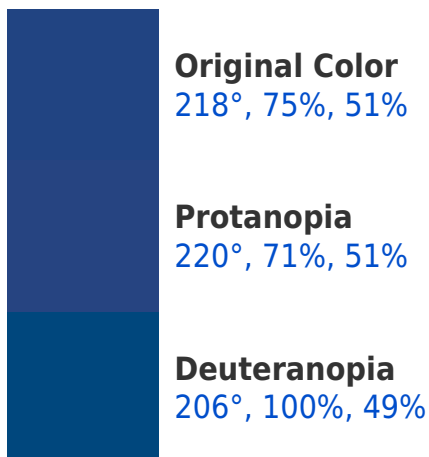 Original Color
218°, 75%, 51%
Protanopia
220°, 71%, 51%
Deuteranopia
206°, 100%, 49%